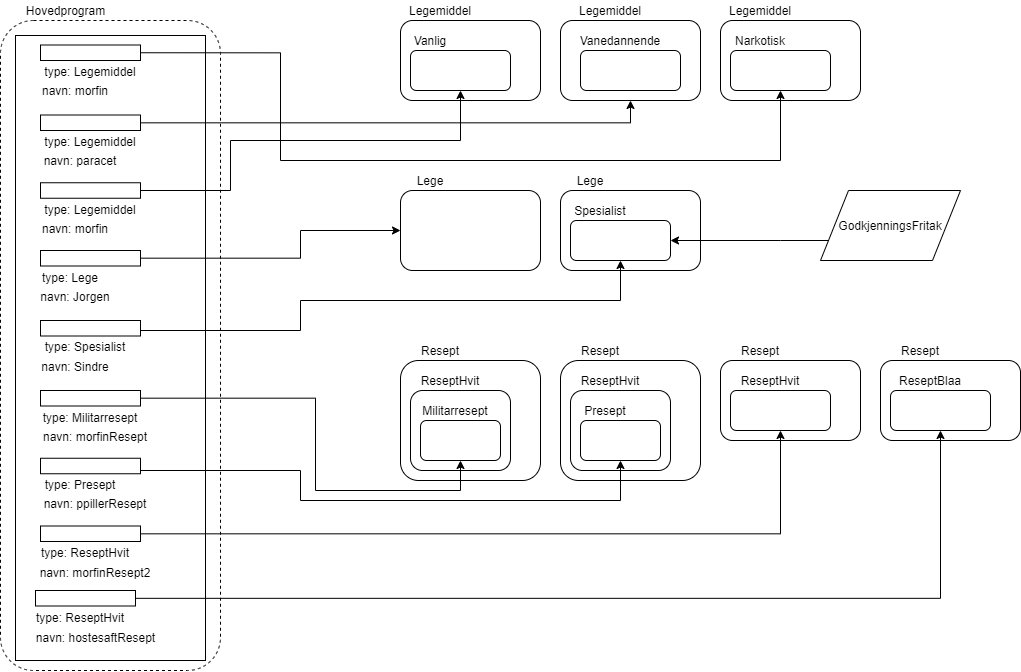 Hovedprogram
type: Legemiddel
navn: morfin
type: Legemiddel
navn: paracet
type: Legemiddel
navn: morfin
type: Lege
navn: Jorgen
type: Spesialist
navn: Sindre
type: Militarresept
navn: morfinResept
type: Presept
navn: ppillerResept
type: ReseptHvit
navn: morfinResept2
type: ReseptHvit
navn: hostesaftResept
Legemiddel
Vanlig
Legemiddel
Vanedannende
Legemiddel
Narkotisk
Lege
Lege
Spesialist
GodkjenningsFritak
Resept
ReseptHvit
Militarresept
Resept
ReseptHvit
Presept
Resept
ReseptHvit
Resept
ReseptBlaa